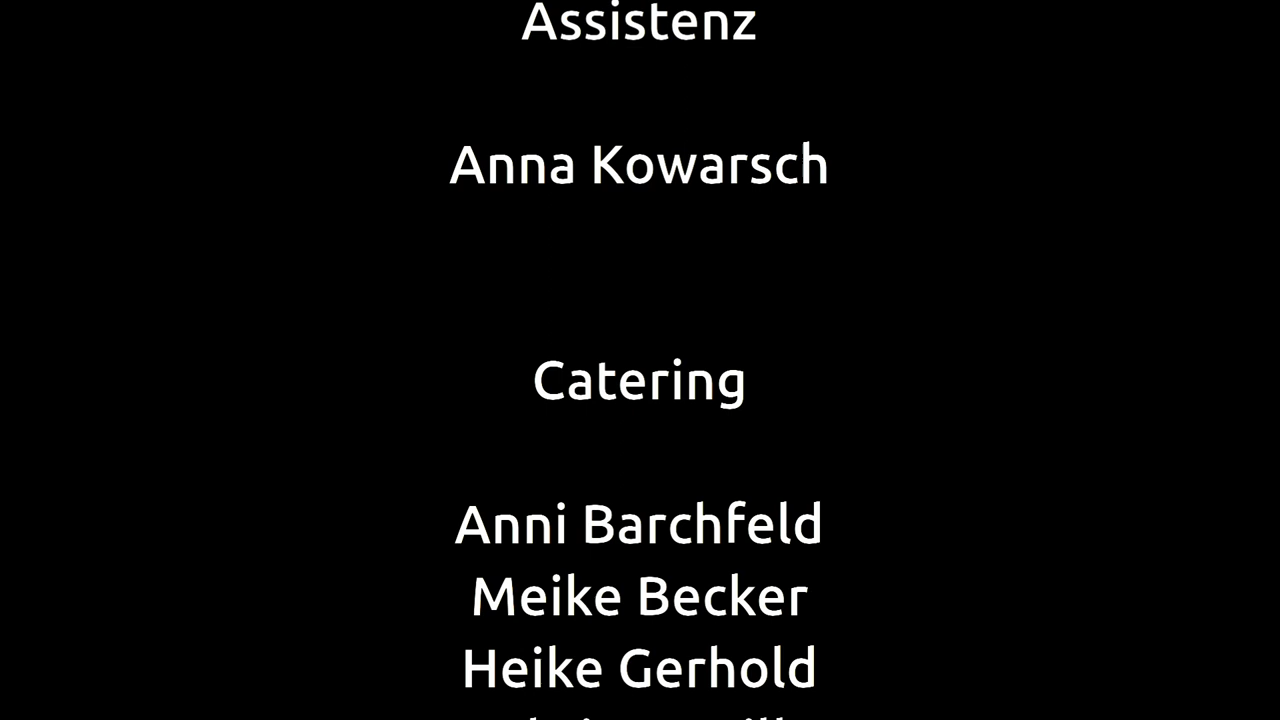 Assistenz
Anna Kowarsch
Catering
Anni Barchfeld
Meike Becker
Heike Gerhold